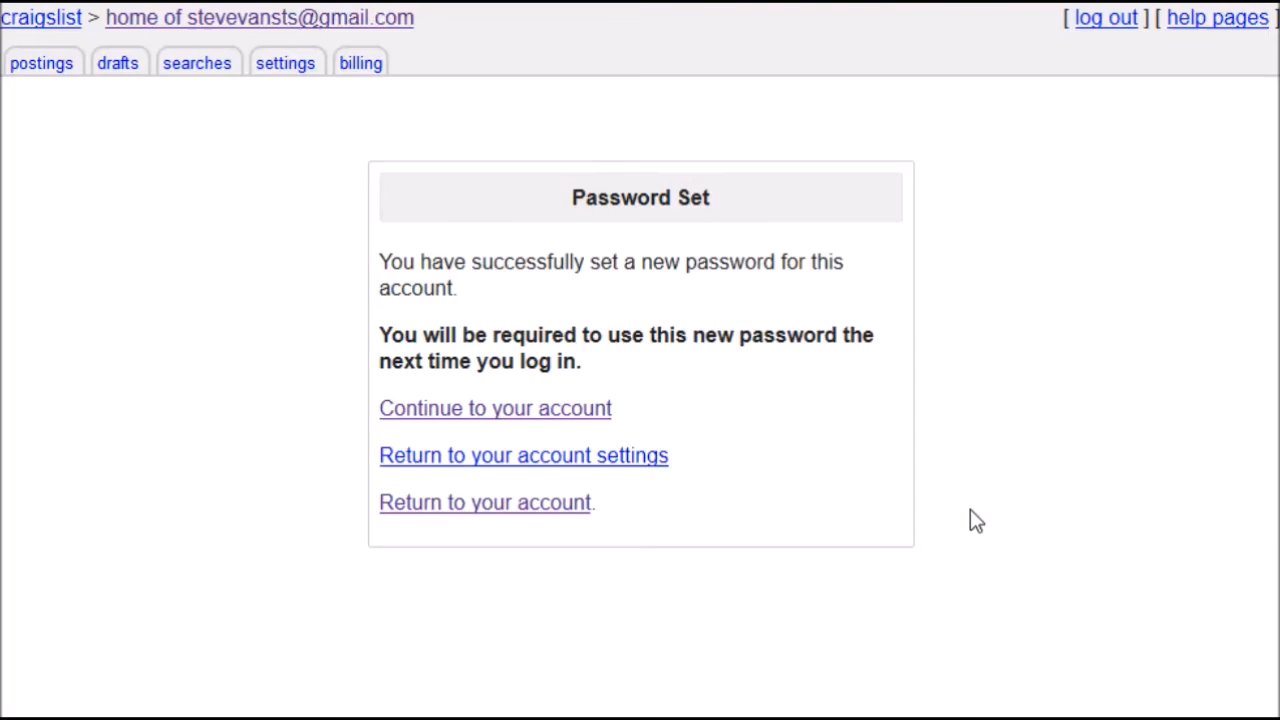 craigslist > home of stevevansts@gmail.com [ log out ] [ help pages ]
postings drafts searches settings billing
Password Set
You have successfully set a new password for this
account.
You will be required to use this new password the
next time you log in.
Continue to your account
Return to your account settings
Return to your account.